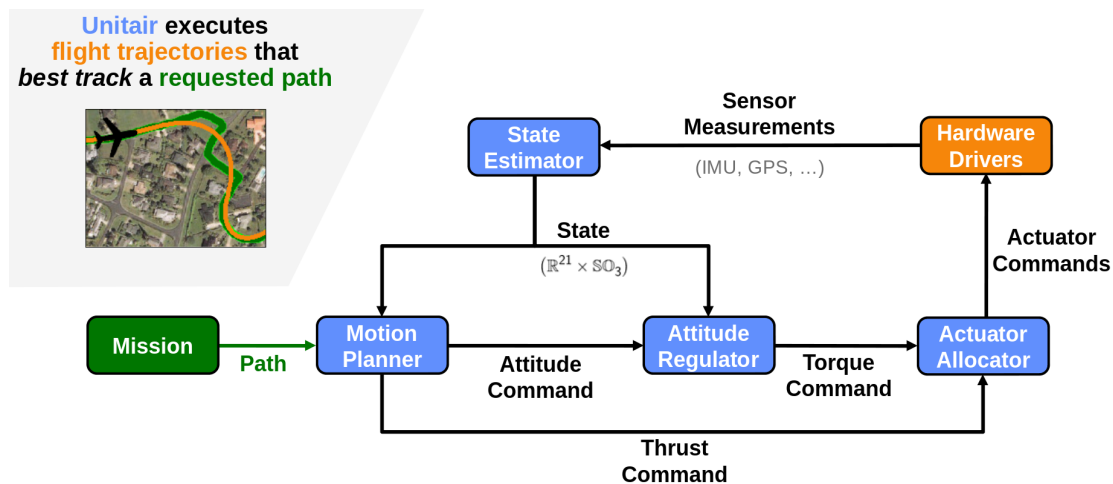 Unitair executes
flight trajectories that
best track a requested path
Sensor
Measurements
(IMU, GPS, …)
State
Estimator
Hardware
Drivers
State
(ℝ²¹ × 𝕊𝕆₃)
Actuator
Commands
Mission
Path
Motion
Planner
Attitude
Command
Attitude
Regulator
Torque
Command
Actuator
Allocator
Thrust
Command